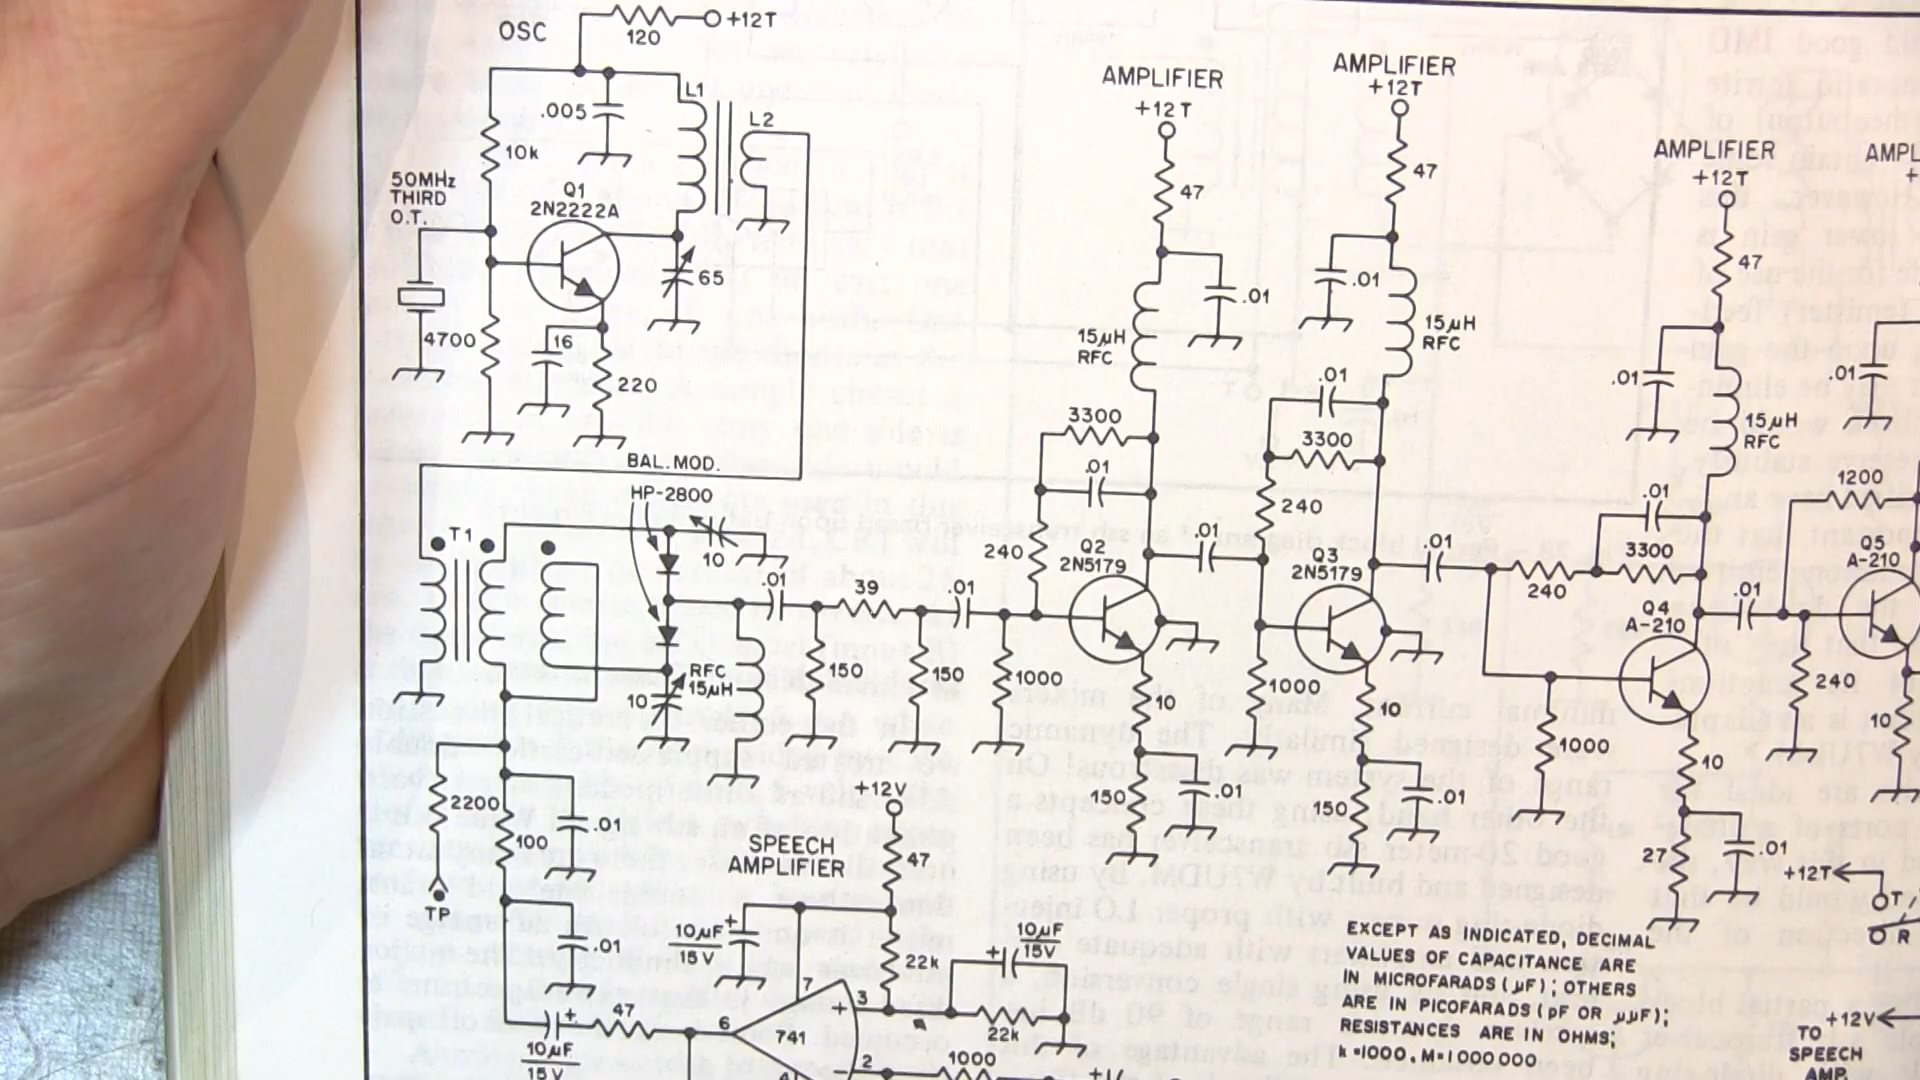 OSC
120
+12T
10k
.005
L1
L2
50MHz
THIRD
O.T.
Q1
2N2222A
65
4700
16
220
BAL. MOD.
HP-2800
T1
10
.01
39
.01
10
RFC
15µH
150
150
1000
2200
.01
100
TP
.01
10µF
15V
47
SPEECH
AMPLIFIER
+12V
47
10µF
15V
22k
7
3
+
6
741
2
10µF
15V
22k
1000
AMPLIFIER
+12T
47
.01
15µH
RFC
3300
.01
240
Q2
2N5179
.01
10
150
.01
AMPLIFIER
+12T
47
.01
15µH
RFC
.01
3300
240
Q3
2N5179
.01
1000
10
150
.01
AMPLIFIER
+12T
47
.01
15µH
RFC
.01
3300
240
Q4
A-210
.01
1000
10
27
.01
AMPL
.01
1200
Q5
A-210
240
10
+12T
T/
R
+12V
TO
SPEECH
AMP.
EXCEPT AS INDICATED, DECIMAL
VALUES OF CAPACITANCE ARE
IN MICROFARADS (µF); OTHERS
ARE IN PICOFARADS (pF OR µµF);
RESISTANCES ARE IN OHMS;
k=1000, M=1000000